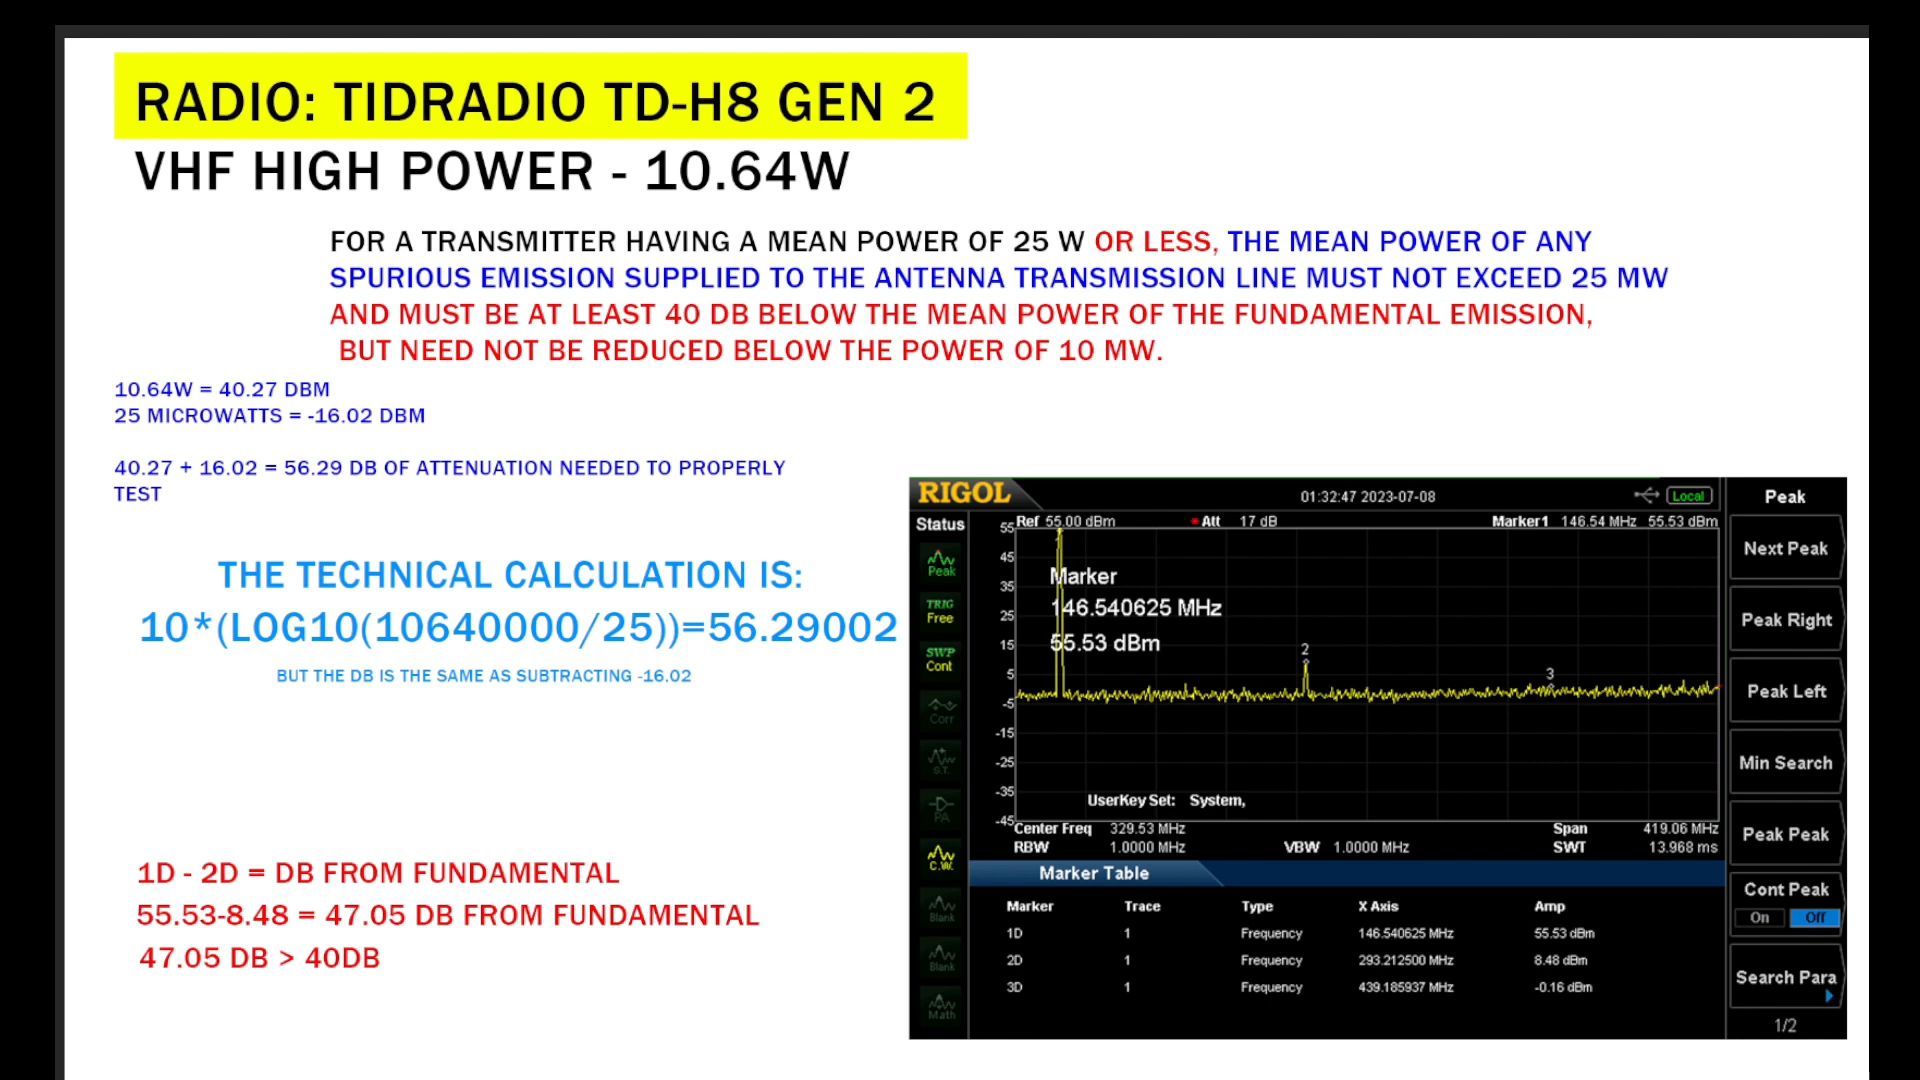 RADIO: TIDRADIO TD-H8 GEN 2
VHF HIGH POWER - 10.64W
FOR A TRANSMITTER HAVING A MEAN POWER OF 25 W OR LESS, THE MEAN POWER OF ANY
SPURIOUS EMISSION SUPPLIED TO THE ANTENNA TRANSMISSION LINE MUST NOT EXCEED 25 MW
AND MUST BE AT LEAST 40 DB BELOW THE MEAN POWER OF THE FUNDAMENTAL EMISSION,
BUT NEED NOT BE REDUCED BELOW THE POWER OF 10 MW.
10.64W = 40.27 DBM
25 MICROWATTS = -16.02 DBM
40.27 + 16.02 = 56.29 DB OF ATTENUATION NEEDED TO PROPERLY
TEST
THE TECHNICAL CALCULATION IS:
10*(LOG10(10640000/25))=56.29002
BUT THE DB IS THE SAME AS SUBTRACTING -16.02
1D - 2D = DB FROM FUNDAMENTAL
55.53-8.48 = 47.05 DB FROM FUNDAMENTAL
47.05 DB > 40DB
RIGOL 01:32:47 2023-07-08 Local
Status
Peak
TRIG
Free
SWP
Cont
Corr
S.T.
PA
C.W.
Blank
Blank
Math
Ref 55.00 dBm Att 17 dB Marker1 146.54 MHz 55.53 dBm
55
45
35
25
15
5
-5
-15
-25
-35
-45
Marker
146.540625 MHz
55.53 dBm
2
3
UserKey Set: System,
Center Freq 329.53 MHz Span 419.06 MHz
RBW 1.0000 MHz VBW 1.0000 MHz SWT 13.968 ms
Marker Table
Marker Trace Type X Axis Amp
1D 1 Frequency 146.540625 MHz 55.53 dBm
2D 1 Frequency 293.212500 MHz 8.48 dBm
3D 1 Frequency 439.185937 MHz -0.16 dBm
Peak
Next Peak
Peak Right
Peak Left
Min Search
Peak Peak
Cont Peak
On Off
Search Para
1/2